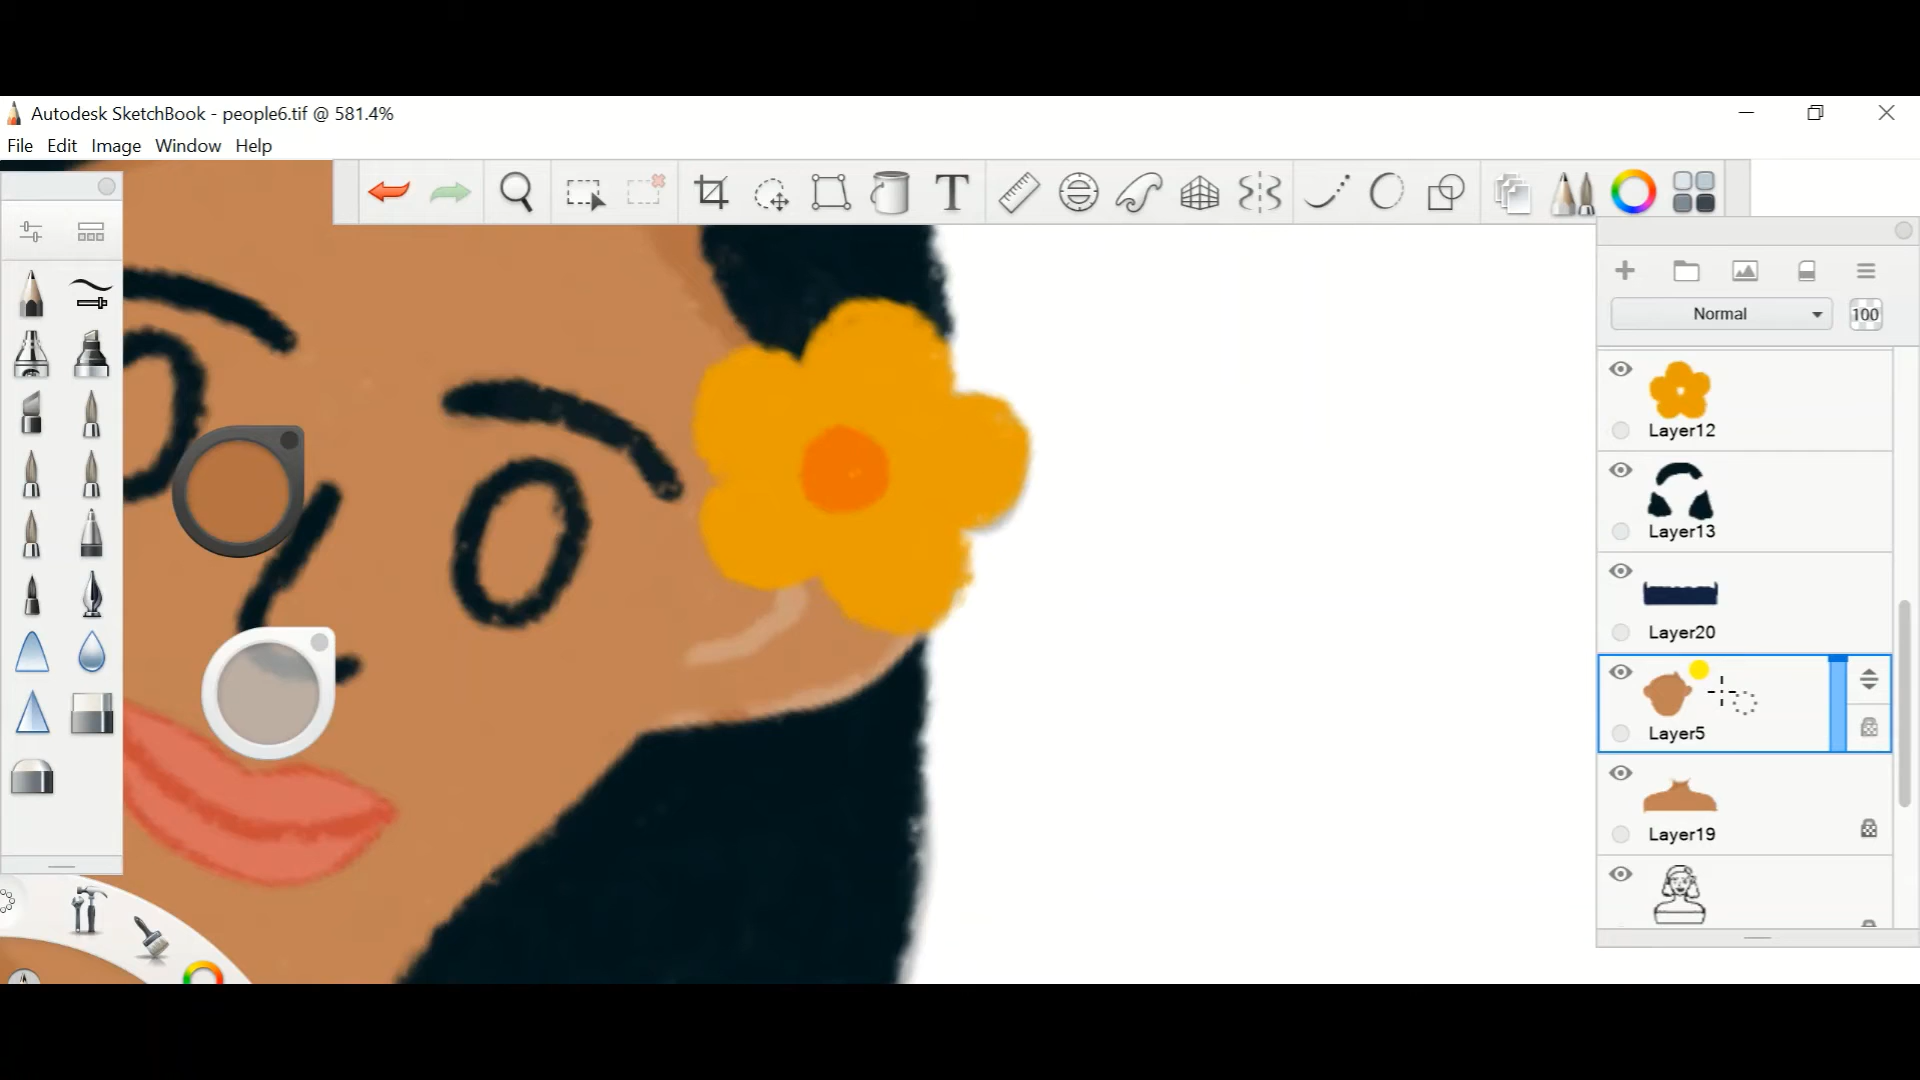 Autodesk SketchBook - people6.tif @ 581.4%
File Edit Image Window Help
T
Normal 100
Layer12
Layer13
Layer20
Layer5
Layer19